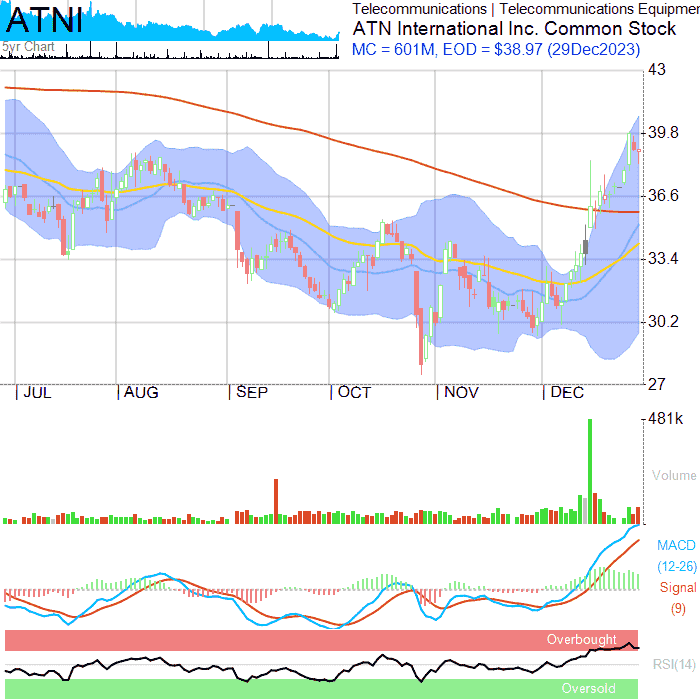 ATNI
5yr Chart
Telecommunications | Telecommunications Equipmen
ATN International Inc. Common Stock
MC = 601M, EOD = $38.97 (29Dec2023)
43
39.8
36.6
33.4
30.2
27
JUL AUG SEP OCT NOV DEC
481k
Volume
MACD
(12-26)
Signal
(9)
Overbought
RSI(14)
Oversold